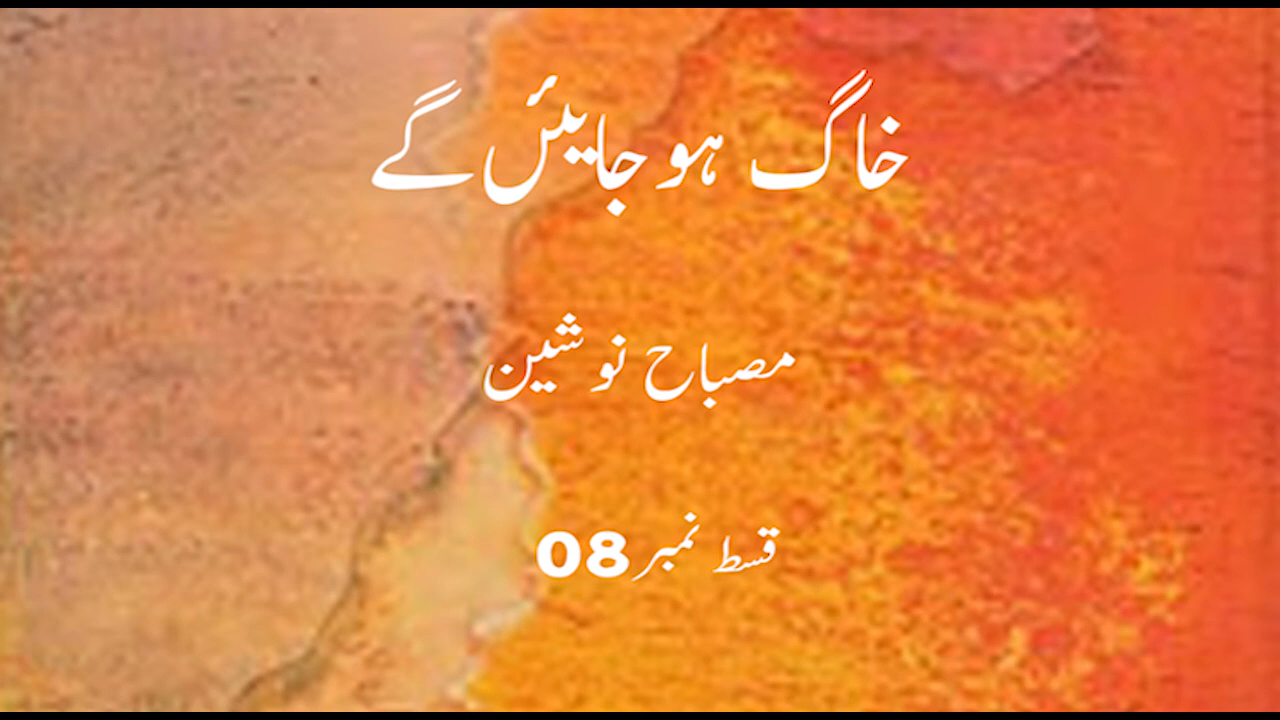 خاگ ہو جایئں گے
مصباح نوشین
قسط نمبر 08